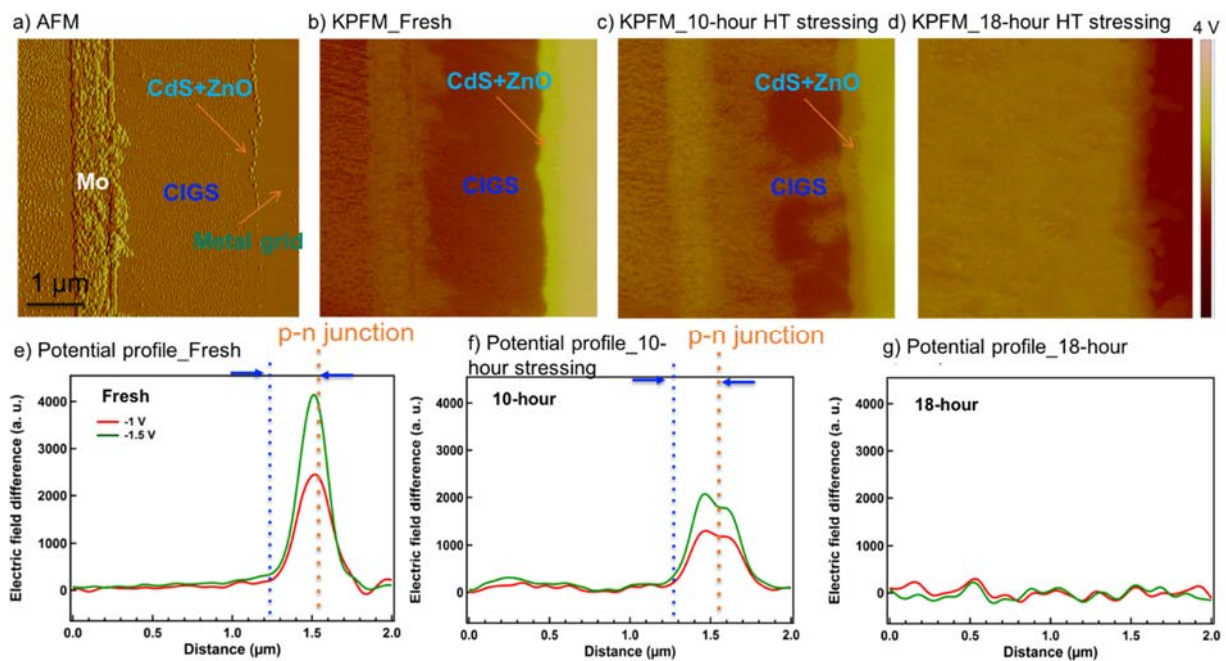 a) AFM
b) KPFM_Fresh
c) KPFM_10-hour HT stressing
d) KPFM_18-hour HT stressing
4 V
CdS+ZnO
Mo
CIGS
Metal grid
1 µm
CdS+ZnO
CIGS
CdS+ZnO
CIGS
0 V
p-n junction
p-n junction
e) Potential profile_Fresh
Electric field difference (a. u.)
4000
3000
2000
1000
0
Fresh
-1 V
-1.5 V
0.0 0.5 1.0 1.5 2.0
Distance (µm)
f) Potential profile_10-
hour stressing
Electric field difference (a. u.)
4000
3000
2000
1000
0
10-hour
0.0 0.5 1.0 1.5 2.0
Distance (µm)
g) Potential profile_18-hour
Electric field difference (a. u.)
4000
3000
2000
1000
0
18-hour
0.0 0.5 1.0 1.5 2.0
Distance (µm)